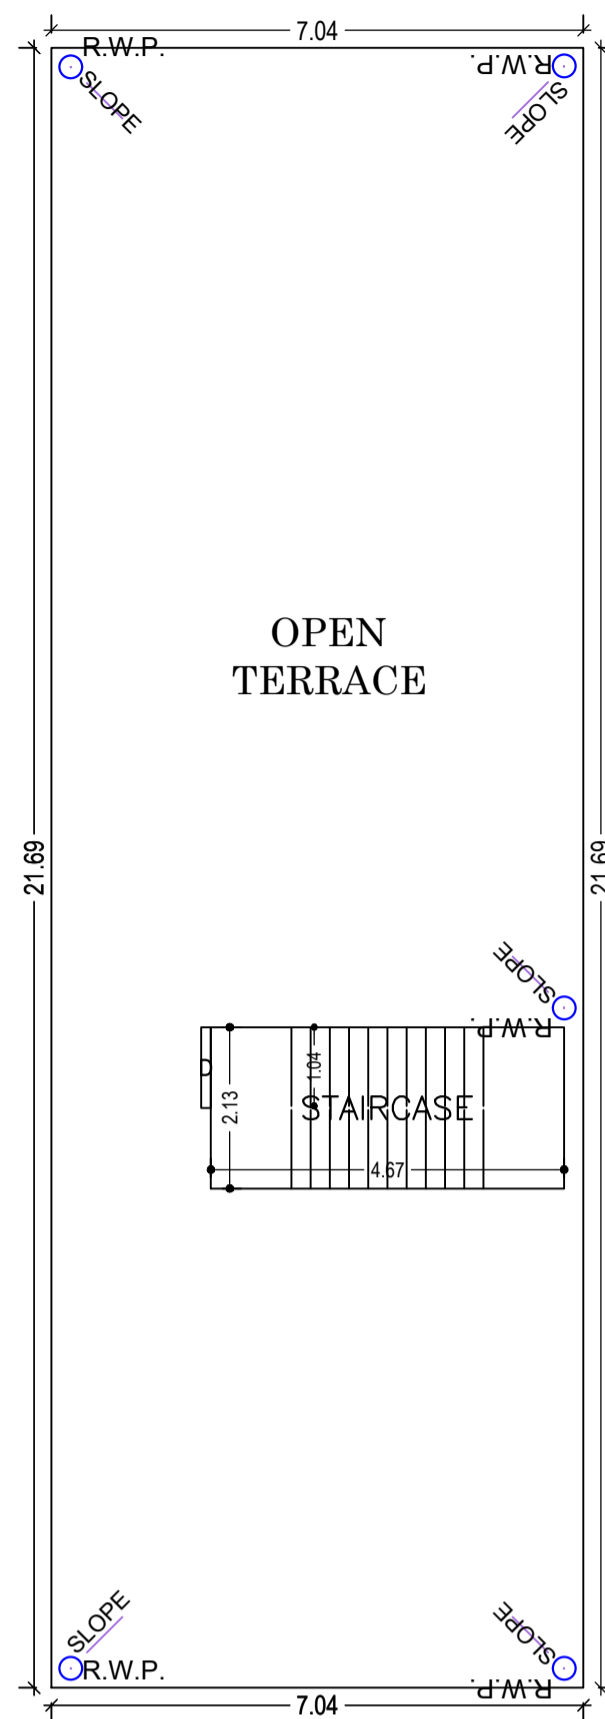 7.04
R.W.P.
R.W.P.
SLOPE
SLOPE
OPEN
TERRACE
21.69
21.69
SLOPE
R.W.P.
D
1.04
2.13
STAIRCASE
4.67
SLOPE
SLOPE
R.W.P.
R.W.P.
7.04